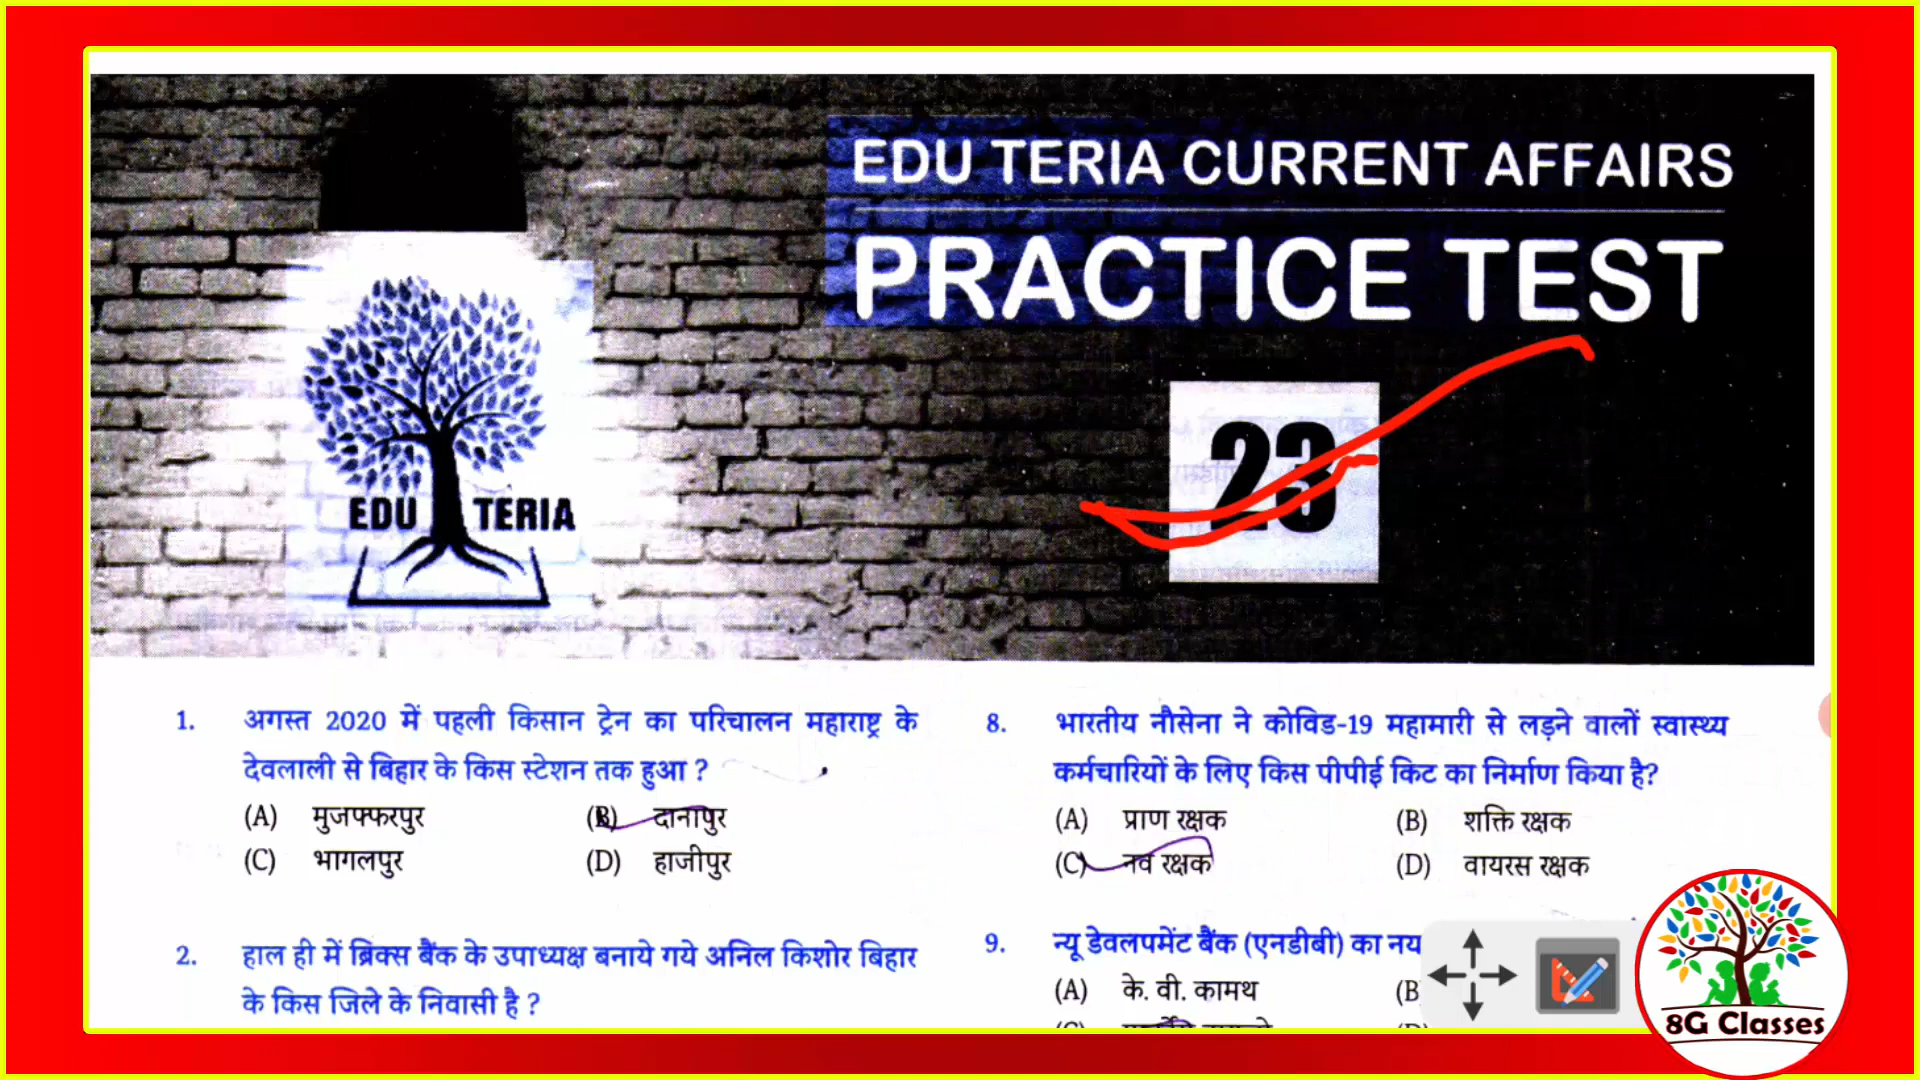 EDU TERIA CURRENT AFFAIRS
PRACTICE TEST
23
EDU TERIA
1. अगस्त 2020 में पहली किसान ट्रेन का परिचालन महाराष्ट्र के
देवलाली से बिहार के किस स्टेशन तक हुआ ?
(A) मुजफ्फरपुर (B) दानापुर
(C) भागलपुर (D) हाजीपुर
2. हाल ही में ब्रिक्स बैंक के उपाध्यक्ष बनाये गये अनिल किशोर बिहार
के किस जिले के निवासी है ?
8. भारतीय नौसेना ने कोविड-19 महामारी से लड़ने वालों स्वास्थ्य
कर्मचारियों के लिए किस पीपीई किट का निर्माण किया है?
(A) प्राण रक्षक (B) शक्ति रक्षक
(C) नव रक्षक (D) वायरस रक्षक
9. न्यू डेवलपमेंट बैंक (एनडीबी) का नय
(A) के. वी. कामथ (B
8G Classes